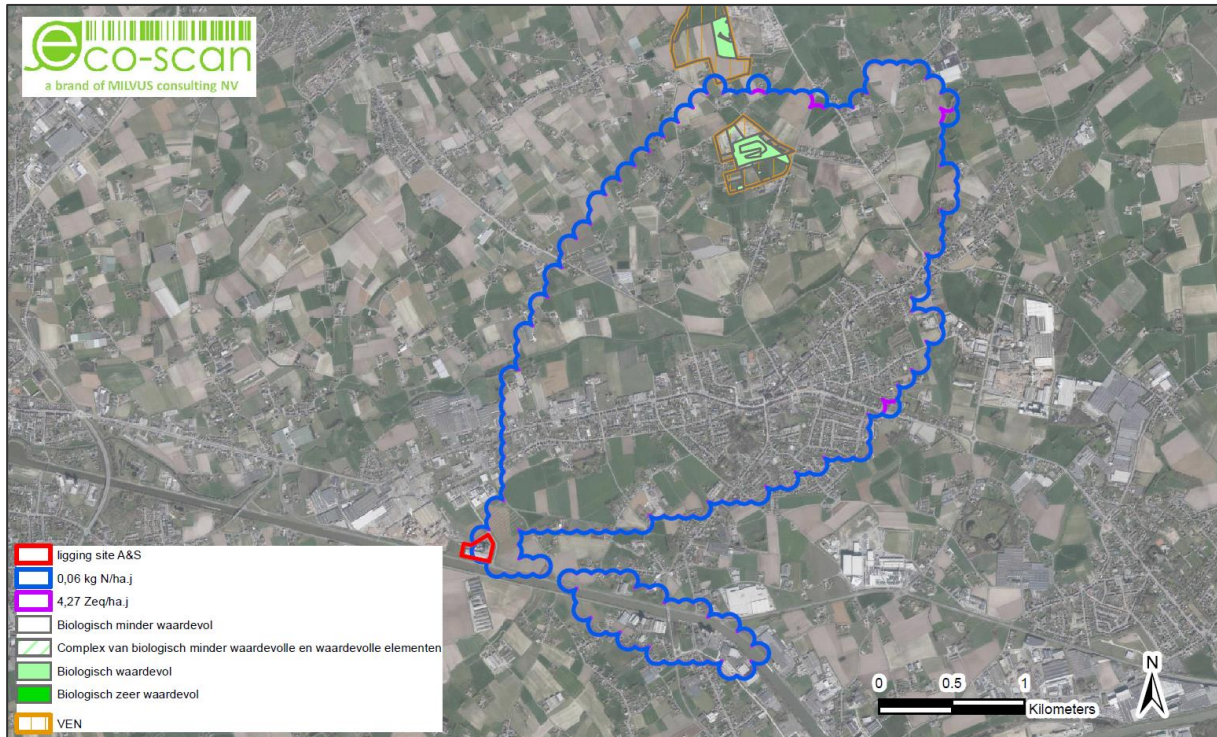 eco-scan
a brand of MILVUS consulting NV
ligging site A&S
0,06 kg N/ha.j
4,27 Zeq/ha.j
Biologisch minder waardevol
Complex van biologisch minder waardevolle en waardevolle elementen
Biologisch waardevol
Biologisch zeer waardevol
VEN
0 0.5 1
Kilometers
N